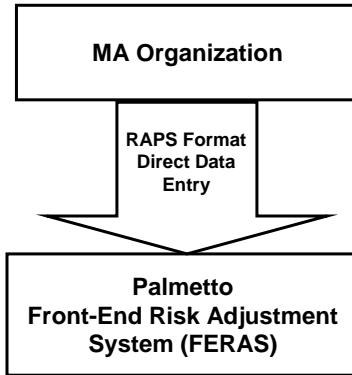 MA Organization
RAPS Format
Direct Data
Entry
Palmetto
Front-End Risk Adjustment
System (FERAS)